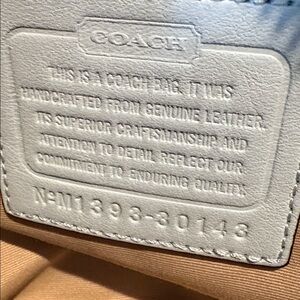 COACH
THIS IS A COACH BAG. IT WAS
HANDCRAFTED FROM GENUINE LEATHER.
ITS SUPERIOR CRAFTSMANSHIP AND
ATTENTION TO DETAIL REFLECT OUR
COMMITMENT TO ENDURING QUALITY.
Nº M1393-30143